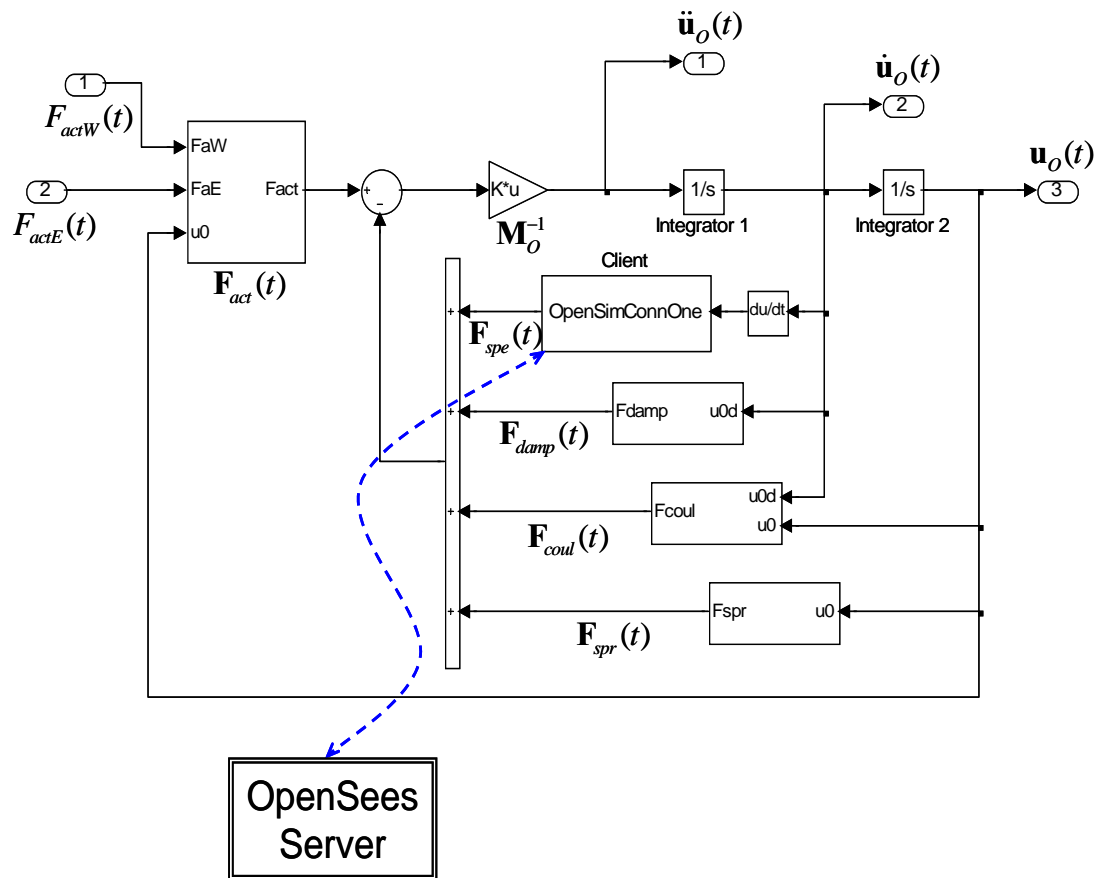 ü_O(t)
1
u̇_O(t)
2
1
F_actW(t)
FaW
2
FaE
Fact
+
-
K*u
1/s
1/s
u_O(t)
3
F_actE(t)
u0
M_O^-1
Integrator 1
Integrator 2
F_act(t)
Client
+
OpenSimConnOne
du/dt
F_spe(t)
+
Fdamp
u0d
F_damp(t)
+
Fcoul
u0d
u0
F_coul(t)
+
Fspr
u0
F_spr(t)
OpenSees
Server